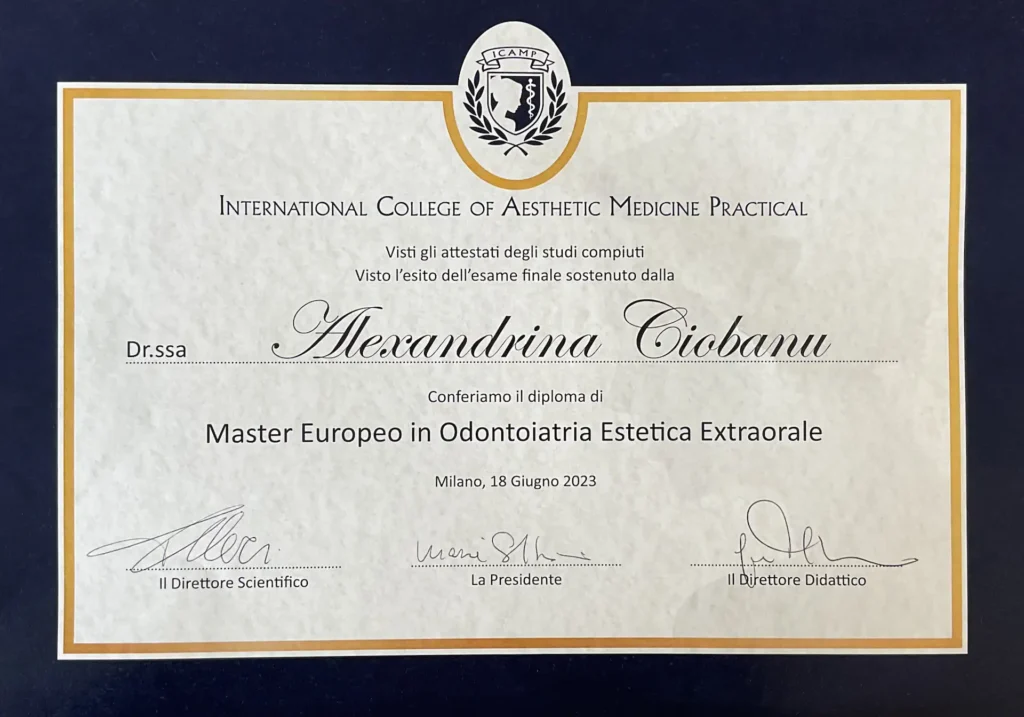 ICAMP
International College of Aesthetic Medicine Practical
Visti gli attestati degli studi compiuti
Visto l'esito dell'esame finale sostenuto dalla
Dr.ssa Alexandrina Ciobanu
Conferiamo il diploma di
Master Europeo in Odontoiatria Estetica Extraorale
Milano, 18 Giugno 2023
Il Direttore Scientifico
La Presidente
Il Direttore Didattico